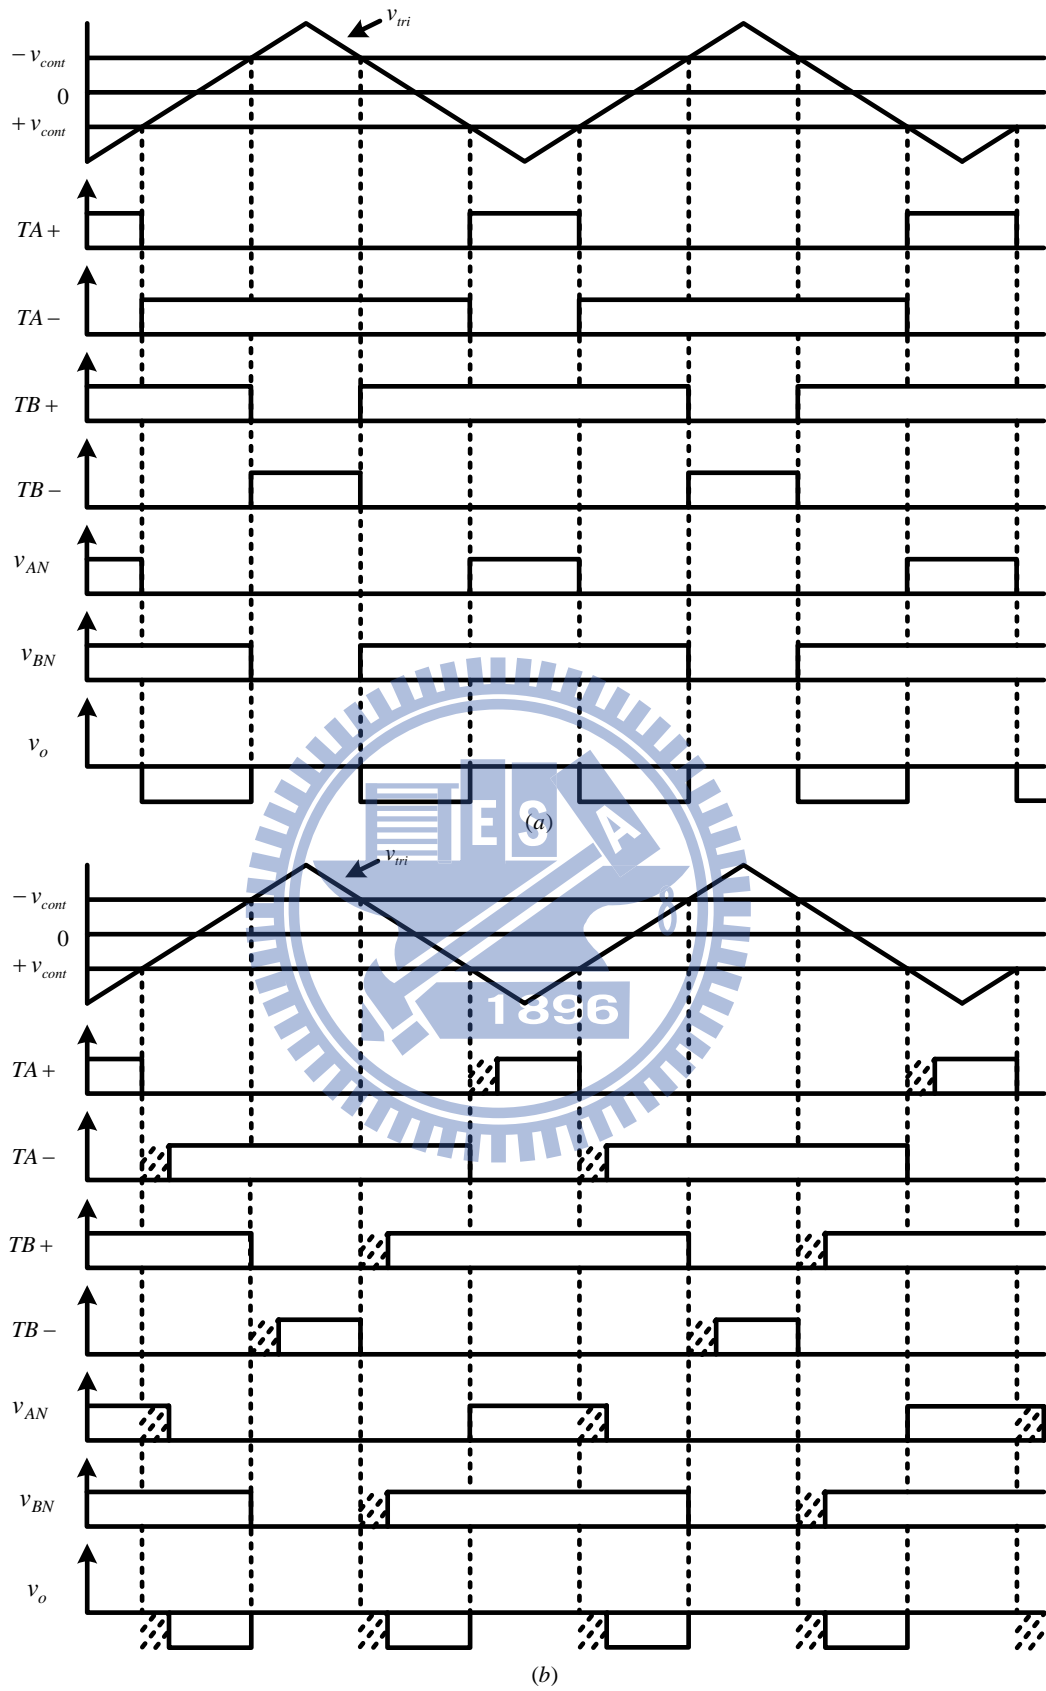 v_tri
− v_cont
0
+ v_cont
TA +
TA −
TB +
TB −
v_AN
v_BN
v_o
ESA
(a)
v_tri
− v_cont
0
+ v_cont
1896
TA +
TA −
TB +
TB −
v_AN
v_BN
v_o
(b)